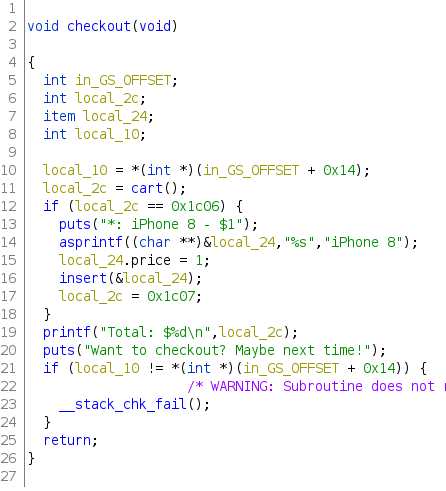 1
2 void checkout(void)
3
4 {
5 int in_GS_OFFSET;
6 int local_2c;
7 item local_24;
8 int local_10;
9
10 local_10 = *(int *)(in_GS_OFFSET + 0x14);
11 local_2c = cart();
12 if (local_2c == 0x1c06) {
13 puts("*: iPhone 8 - $1");
14 asprintf((char **)&local_24,"%s","iPhone 8");
15 local_24.price = 1;
16 insert(&local_24);
17 local_2c = 0x1c07;
18 }
19 printf("Total: $%d\n",local_2c);
20 puts("Want to checkout? Maybe next time!");
21 if (local_10 != *(int *)(in_GS_OFFSET + 0x14)) {
22 /* WARNING: Subroutine does not
23 __stack_chk_fail();
24 }
25 return;
26 }
27